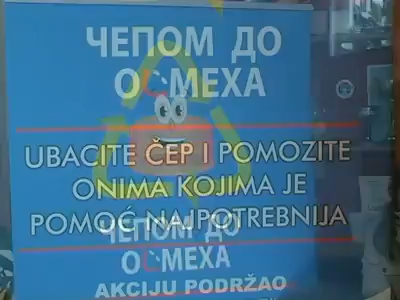 ЧЕПОМ ДО
ОСМЕХА
UBACITE ČEP I POMOZITE
ONIMA KOJIMA JE
POMOĆ NAJPOTREBNIJA
ЧЕПОМ ДО
ОСМЕХА
AKCIJU PODRŽAO